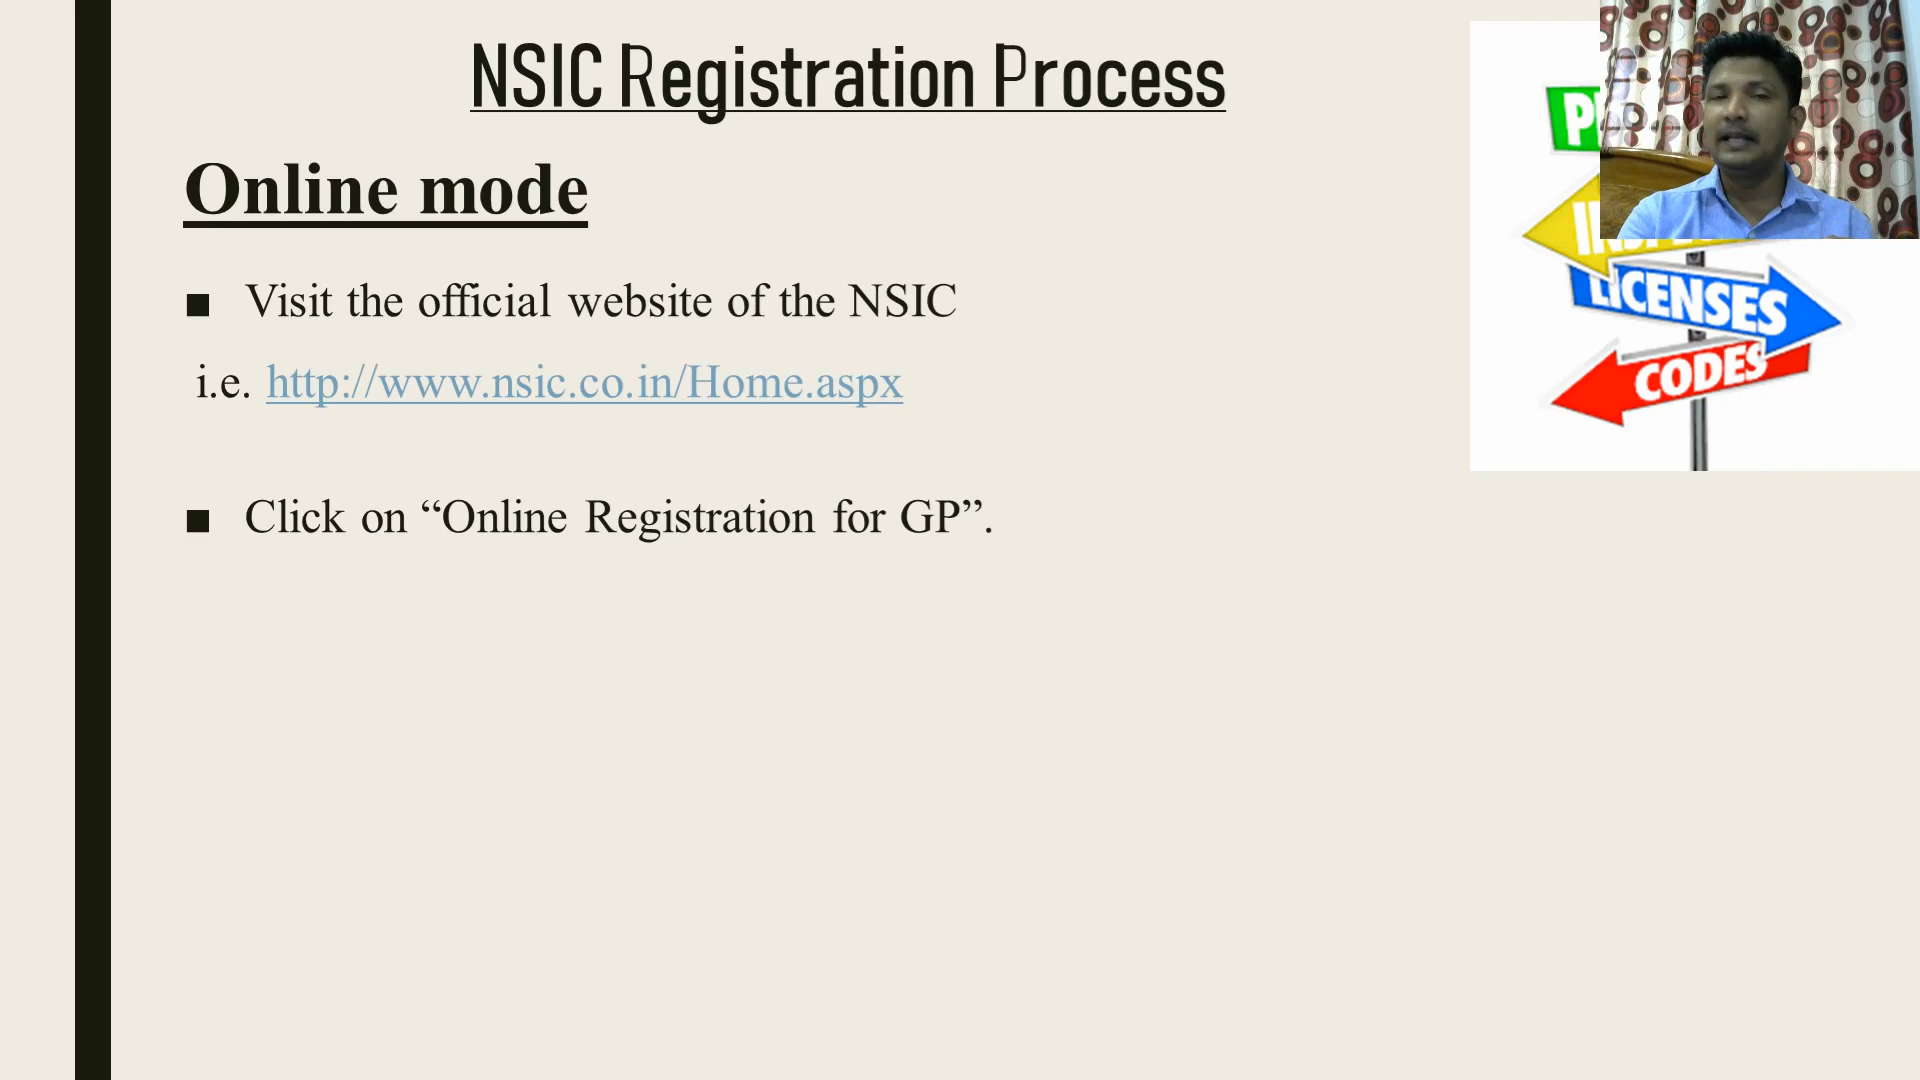 NSIC Registration Process
Online mode
■ Visit the official website of the NSIC
i.e. http://www.nsic.co.in/Home.aspx
■ Click on “Online Registration for GP”.
LICENSES
CODES